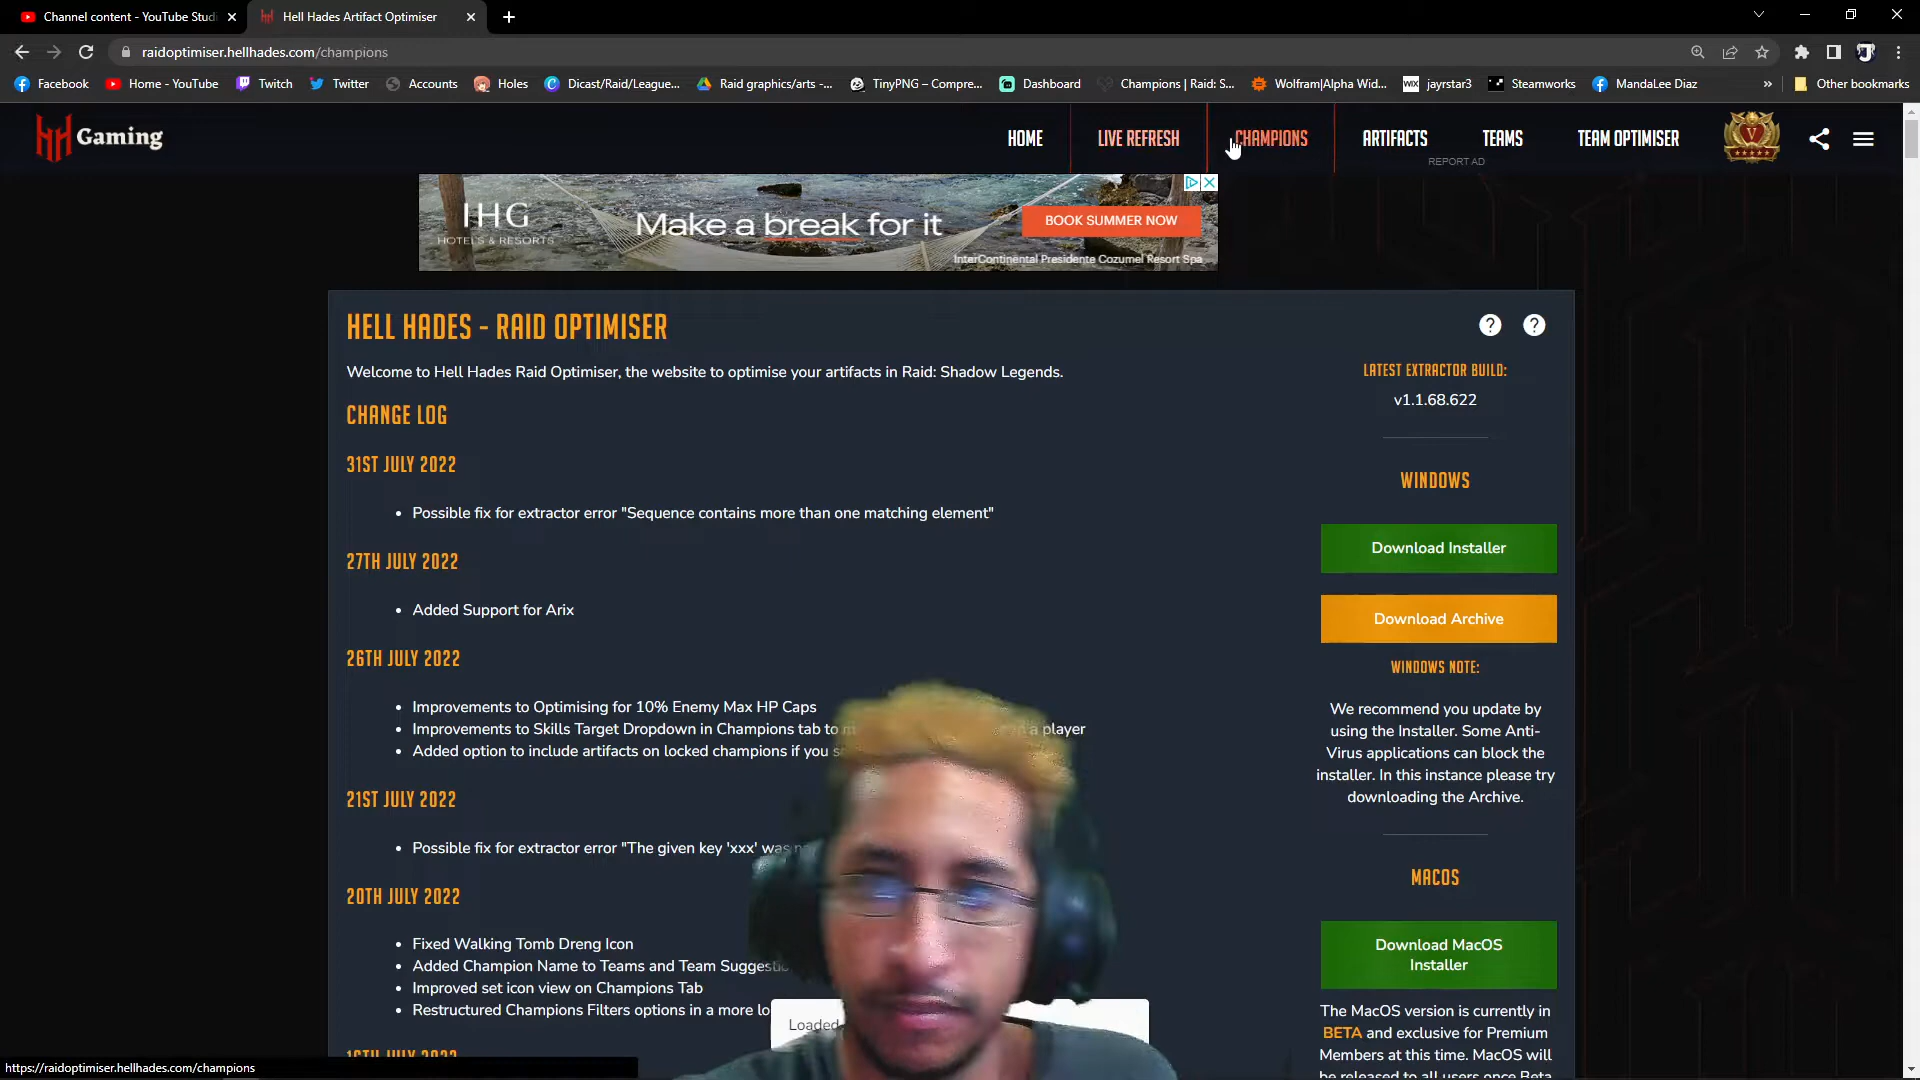 Channel content - YouTube Studi
Hell Hades Artifact Optimiser
raidoptimiser.hellhades.com/champions
Facebook
Home - YouTube
Twitch
Twitter
Accounts
Holes
Dicast/Raid/League...
Raid graphics/arts -...
TinyPNG – Compre...
Dashboard
Champions | Raid: S...
Wolfram|Alpha Wid...
WiX
jayrstar3
Steamworks
MandaLee Diaz
»
Other bookmarks
Gaming
HOME
LIVE REFRESH
CHAMPIONS
ARTIFACTS
TEAMS
TEAM OPTIMISER
V
REPORT AD
IHG
HOTELS & RESORTS
Make a break for it
BOOK SUMMER NOW
InterContinental Presidente Cozumel Resort Spa
HELL HADES - RAID OPTIMISER
Welcome to Hell Hades Raid Optimiser, the website to optimise your artifacts in Raid: Shadow Legends.
CHANGE LOG
31ST JULY 2022
• Possible fix for extractor error "Sequence contains more than one matching element"
27TH JULY 2022
• Added Support for Arix
26TH JULY 2022
• Improvements to Optimising for 10% Enemy Max HP Caps
• Improvements to Skills Target Dropdown in Champions tab to a player
• Added option to include artifacts on locked champions if you
21ST JULY 2022
• Possible fix for extractor error "The given key 'xxx' was
20TH JULY 2022
• Fixed Walking Tomb Dreng Icon
• Added Champion Name to Teams and Team Suggesti
• Improved set icon view on Champions Tab
• Restructured Champions Filters options in a more lo
? ?
LATEST EXTRACTOR BUILD:
v1.1.68.622
WINDOWS
Download Installer
Download Archive
WINDOWS NOTE:
We recommend you update by
using the Installer. Some Anti-
Virus applications can block the
installer. In this instance please try
downloading the Archive.
MACOS
Download MacOS
Installer
The MacOS version is currently in
BETA and exclusive for Premium
Members at this time. MacOS will
be released to all users once Beta
Loaded
https://raidoptimiser.hellhades.com/champions